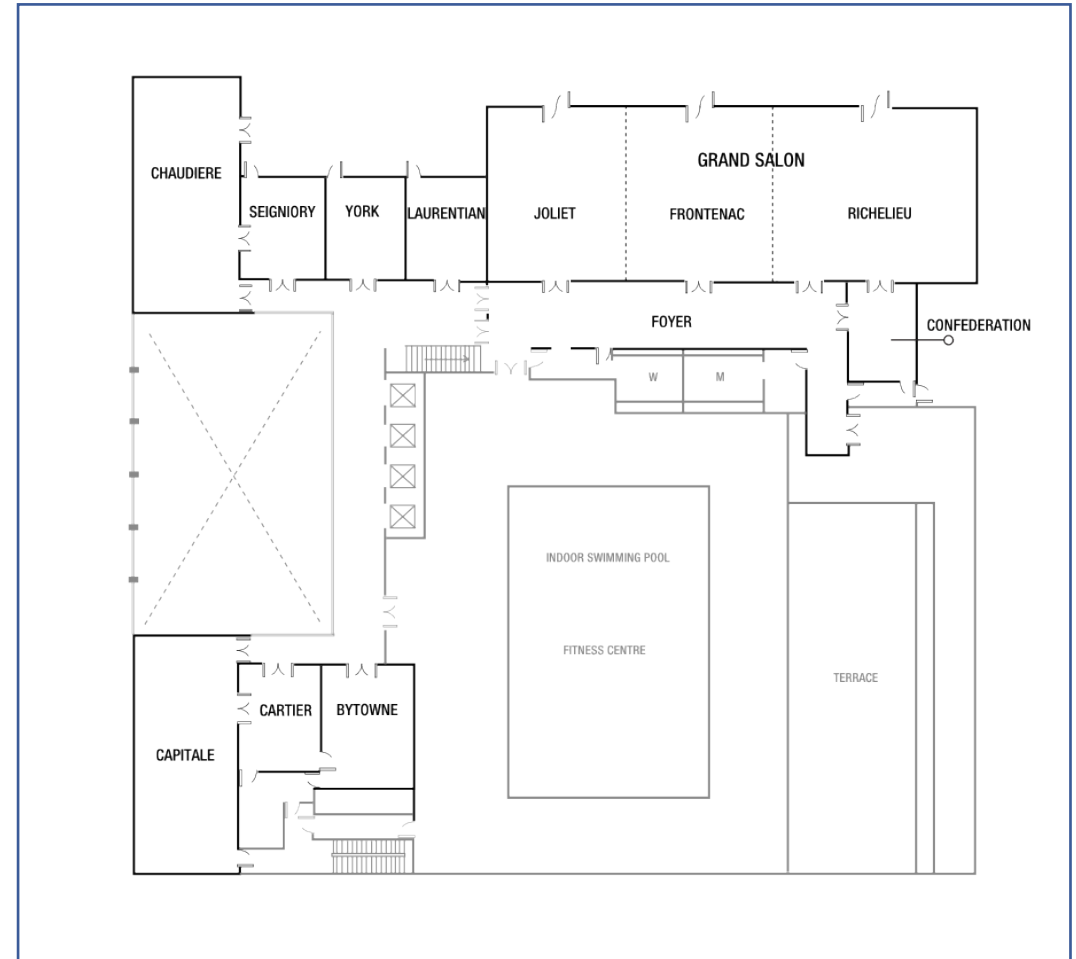 GRAND SALON
CHAUDIERE
SEIGNIORY
YORK
LAURENTIAN
JOLIET
FRONTENAC
RICHELIEU
FOYER
CONFEDERATION
W
M
INDOOR SWIMMING POOL
FITNESS CENTRE
TERRACE
CARTIER
BYTOWNE
CAPITALE